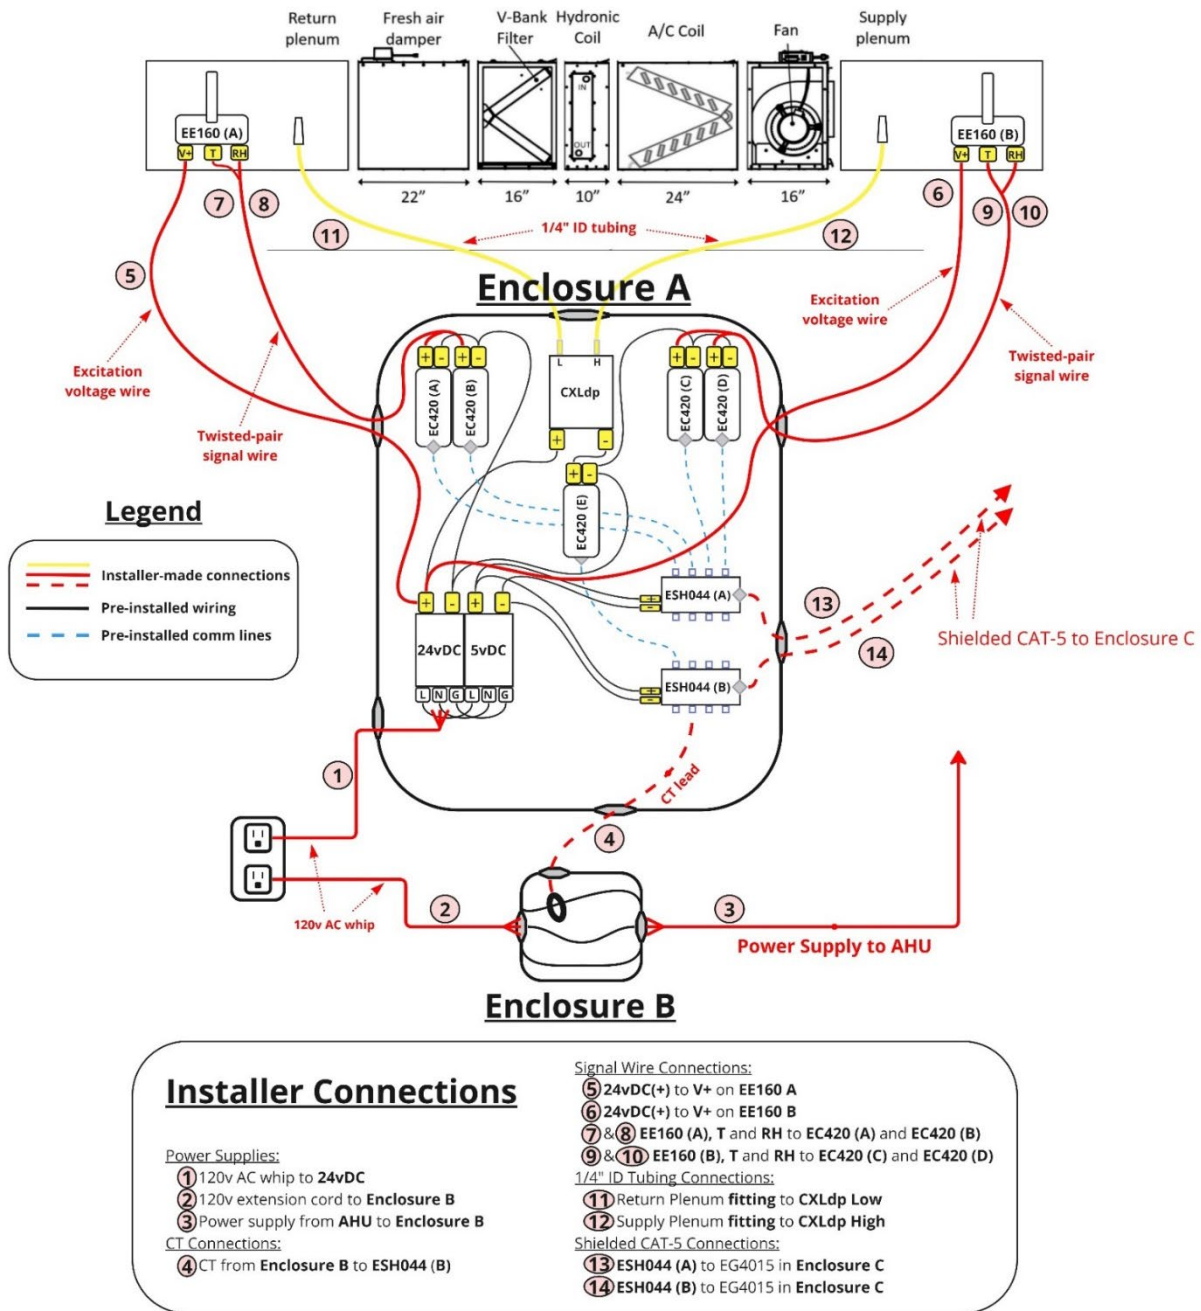 Return
plenum
Fresh air
damper
V-Bank
Filter
Hydronic
Coil
A/C Coil
Fan
Supply
plenum
EE160 (A)
V+ T RH
IN
OUT
EE160 (B)
V+ T RH
22” 16” 10” 24” 16”
7 8
6
9 10
11
1/4" ID tubing
12
5
Enclosure A
Excitation
voltage wire
Excitation
voltage wire
Twisted-pair
signal wire
Twisted-pair
signal wire
+ - + -
EC420 (A)
EC420 (B)
L H
CXLdp
+ -
+ - + -
EC420 (C)
EC420 (D)
+ -
EC420 (E)
Legend
Installer-made connections
Pre-installed wiring
Pre-installed comm lines
+ - + -
24vDC 5vDC
L N G L N G
+
-
ESH044 (A)
+
-
ESH044 (B)
13
14
Shielded CAT-5 to Enclosure C
1
CT lead
4
120v AC whip
2
3
Power Supply to AHU
Enclosure B
Installer Connections
Power Supplies:
1 120v AC whip to 24vDC
2 120v extension cord to Enclosure B
3 Power supply from AHU to Enclosure B
CT Connections:
4 CT from Enclosure B to ESH044 (B)
Signal Wire Connections:
5 24vDC(+) to V+ on EE160 A
6 24vDC(+) to V+ on EE160 B
7 & 8 EE160 (A), T and RH to EC420 (A) and EC420 (B)
9 & 10 EE160 (B), T and RH to EC420 (C) and EC420 (D)
1/4" ID Tubing Connections:
11 Return Plenum fitting to CXLdp Low
12 Supply Plenum fitting to CXLdp High
Shielded CAT-5 Connections:
13 ESH044 (A) to EG4015 in Enclosure C
14 ESH044 (B) to EG4015 in Enclosure C